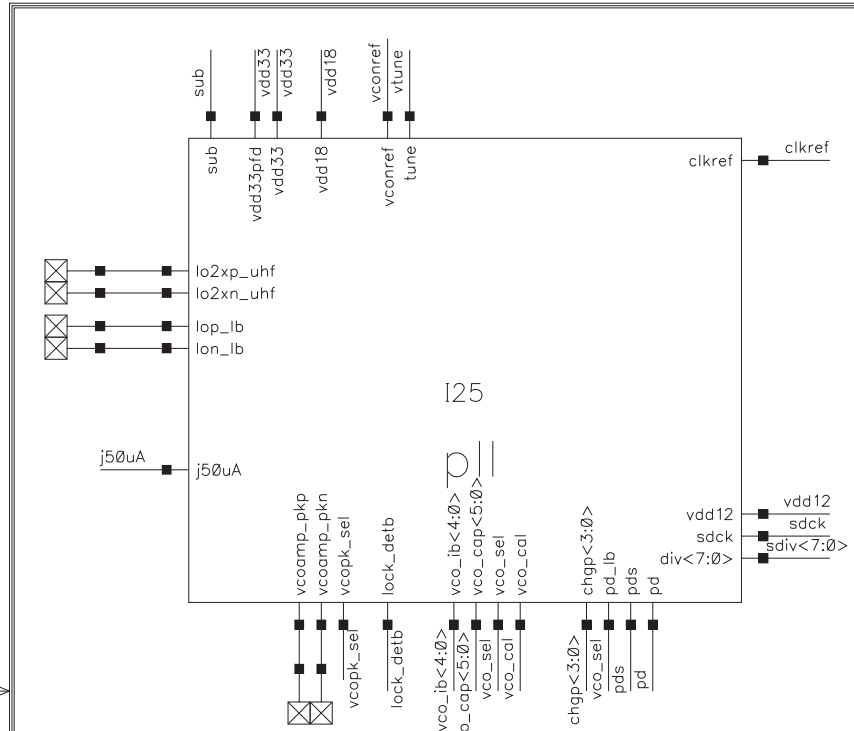 sub
vdd33
vdd33
vdd18
vconref
vtune
sub
vdd33pfd
vdd33
vdd18
vconref
tune
clkref
clkref
lo2xp_uhf
lo2xn_uhf
lop_lb
lon_lb
I25
j50uA
j50uA
pll
vcoamp_pkp
vcoamp_pkn
vcopk_sel
lock_detb
vco_ib<4:0>
vco_cap<5:0>
vco_sel
vco_cal
chgp<3:0>
pd_lb
pds
pd
vdd12
vdd12
sdck
sdck
div<7:0>
sdiv<7:0>
vcopk_sel
lock_detb
vco_ib<4:0>
o_cap<5:0>
vco_sel
vco_cal
chgp<3:0>
vco_sel
pds
pd